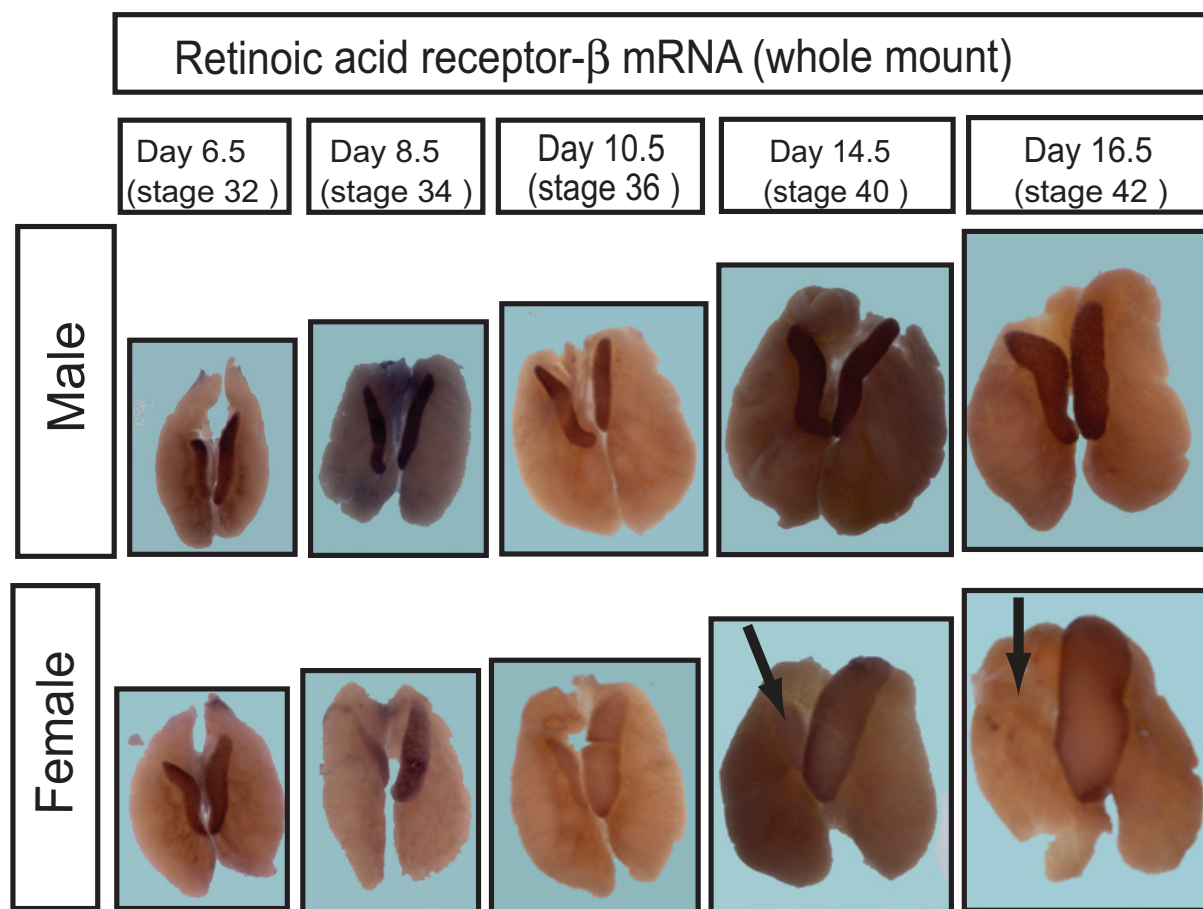 Retinoic acid receptor-β mRNA (whole mount)
Day 6.5
(stage 32 )
Day 8.5
(stage 34 )
Day 10.5
(stage 36 )
Day 14.5
(stage 40 )
Day 16.5
(stage 42 )
Male
Female